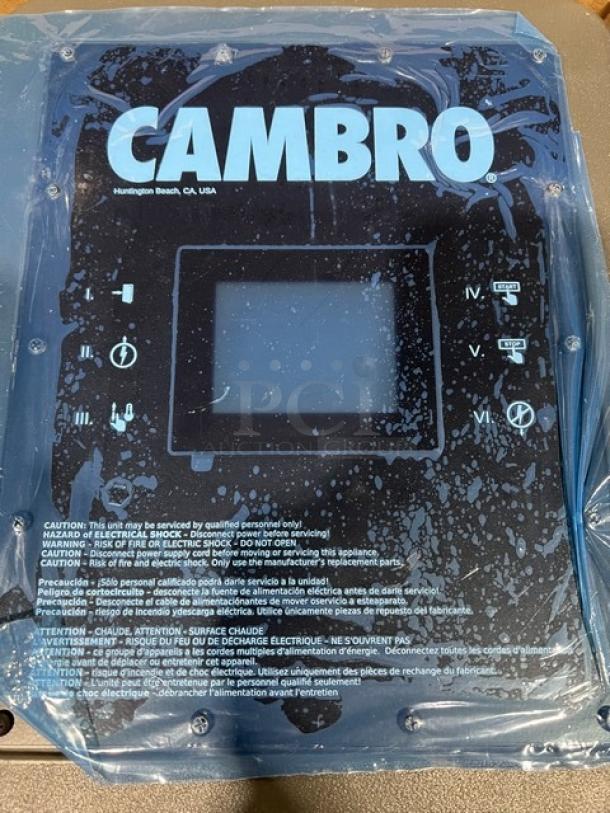 CAMBRO®
Huntington Beach, CA, USA
I.
IV. START
II.
V. STOP
III.
VI.
PCI
AUCTION GROUP
CAUTION: This unit may be serviced by qualified personnel only!
HAZARD of ELECTRICAL SHOCK – Disconnect power before servicing!
WARNING – RISK OF FIRE OR ELECTRIC SHOCK – DO NOT OPEN
CAUTION – Disconnect power supply cord before moving or servicing this appliance
CAUTION – Risk of fire and electric shock. Only use the manufacturer's replacement parts.
Precaución – ¡Sólo personal calificado podrá darle servicio a la unidad!
Peligro de cortocircuito – desconecte la fuente de alimentación eléctrica antes de darle servicio!
Precaución – Desconecte el cable de alimentaciónantes de mover oservicio a esteaparato.
Precaución – riesgo de incendio ydescarga eléctrica. Utilice únicamente piezas de repuesto del fabricante.
ATTENTION – CHAUDE, ATTENTION – SURFACE CHAUDE
AVERTISSEMENT – RISQUE DU FEU OU DE DÉCHARGE ÉLECTRIQUE – NE S'OUVRENT PAS
ATTENTION – ce groupe d'appareils a les cordes multiples d'alimentation d'énergie. Déconnectez toutes les cordes d'alimentation
avant de déplacer ou entretenir cet appareil.
ATTENTION – risque d'incendie et de choc électrique. Utilisez uniquement des pièces de rechange du fabricant.
ATTENTION – L'unité peut être entretenue par le personnel qualifié seulement!
de choc électrique – débrancher l'alimentation avant l'entretien